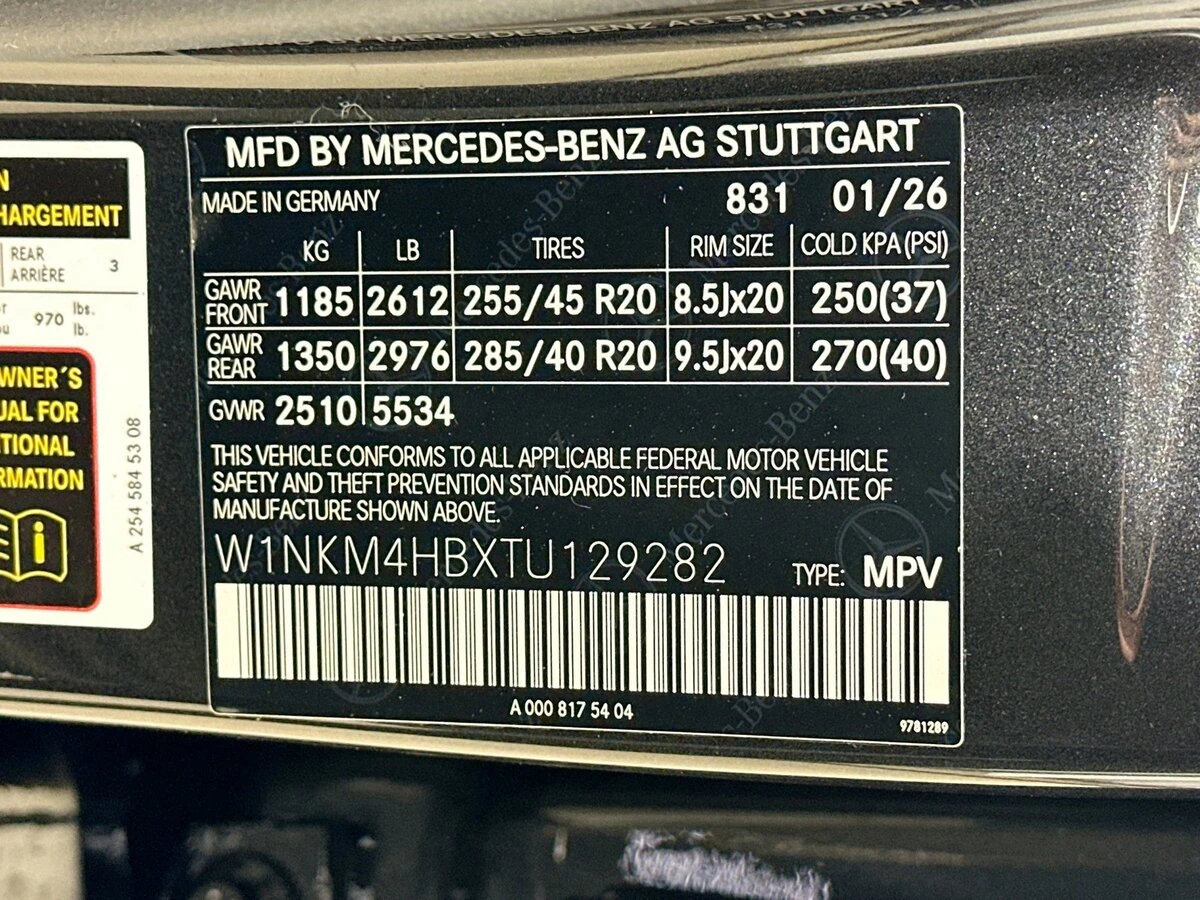 MFD BY MERCEDES-BENZ AG STUTTGART
MADE IN GERMANY 831 01/26
KG LB TIRES RIM SIZE COLD KPA (PSI)
GAWR FRONT 1185 2612 255/45 R20 8.5Jx20 250(37)
GAWR REAR 1350 2976 285/40 R20 9.5Jx20 270(40)
GVWR 2510 5534
THIS VEHICLE CONFORMS TO ALL APPLICABLE FEDERAL MOTOR VEHICLE
SAFETY AND THEFT PREVENTION STANDARDS IN EFFECT ON THE DATE OF
MANUFACTURE SHOWN ABOVE.
W1NKM4HBXTU129282 TYPE: MPV
A 000 817 54 04
9781289
HARGEMENT
REAR
ARRIÈRE 3
970 lbs.
lb.
WNER´S
UAL FOR
TIONAL
RMATION
A 254 584 53 08